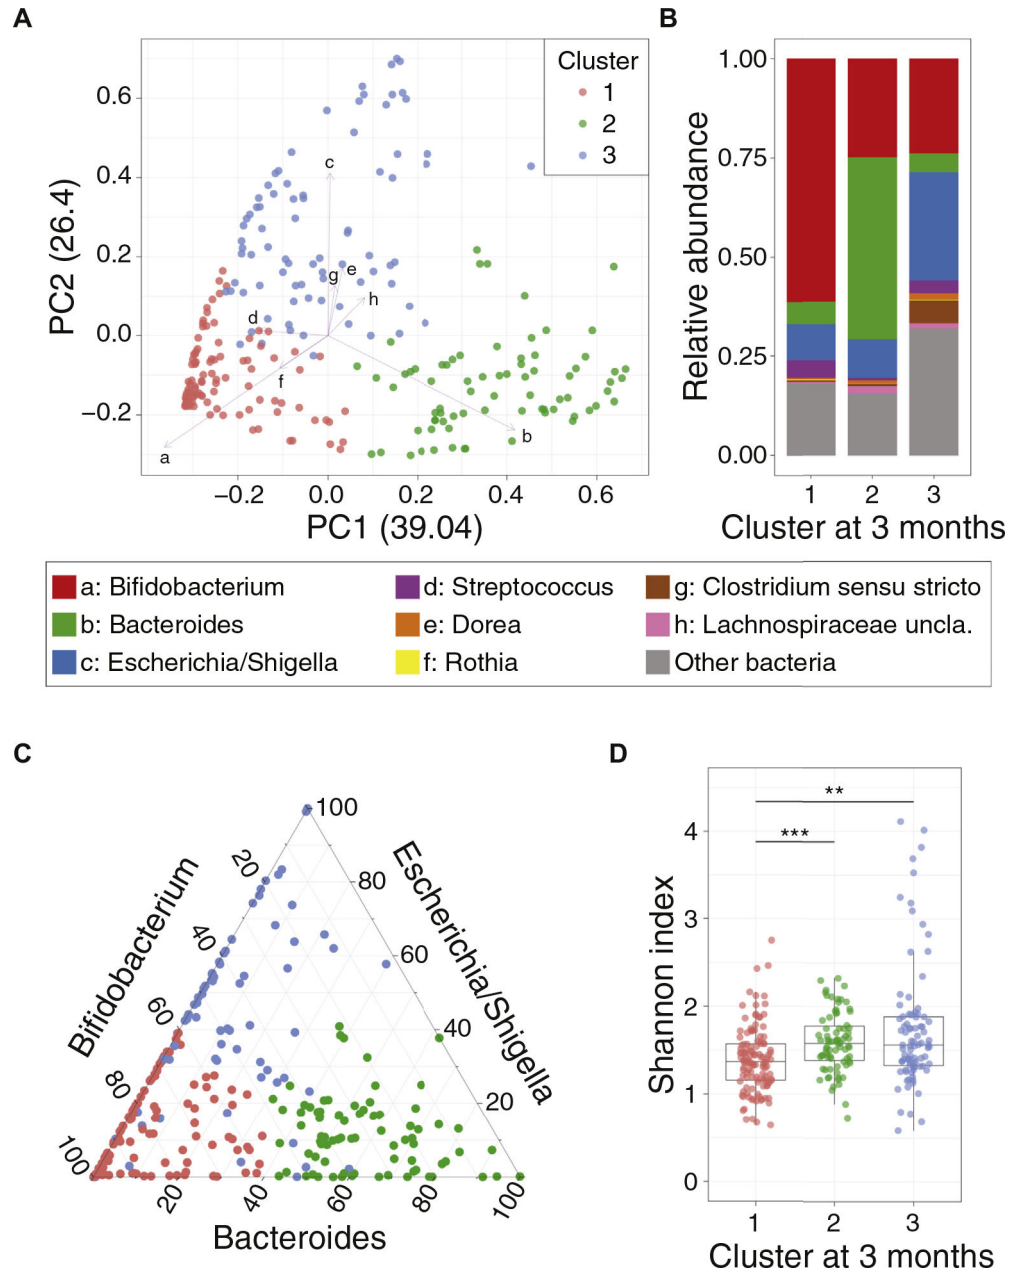 A
Cluster
1
2
3
0.6
0.4
0.2
0.0
−0.2
PC2 (26.4)
c
g
e
h
d
f
a
b
−0.2
0.0
0.2
0.4
0.6
PC1 (39.04)
B
1.00
0.75
0.50
0.25
0.00
Relative abundance
1
2
3
Cluster at 3 months
a: Bifidobacterium
d: Streptococcus
g: Clostridium sensu stricto
b: Bacteroides
e: Dorea
h: Lachnospiraceae uncla.
c: Escherichia/Shigella
f: Rothia
Other bacteria
C
Bifidobacterium
20
40
60
80
100
Escherichia/Shigella
100
80
60
40
20
20
40
60
80
100
Bacteroides
D
**
***
4
3
2
1
0
Shannon index
1
2
3
Cluster at 3 months